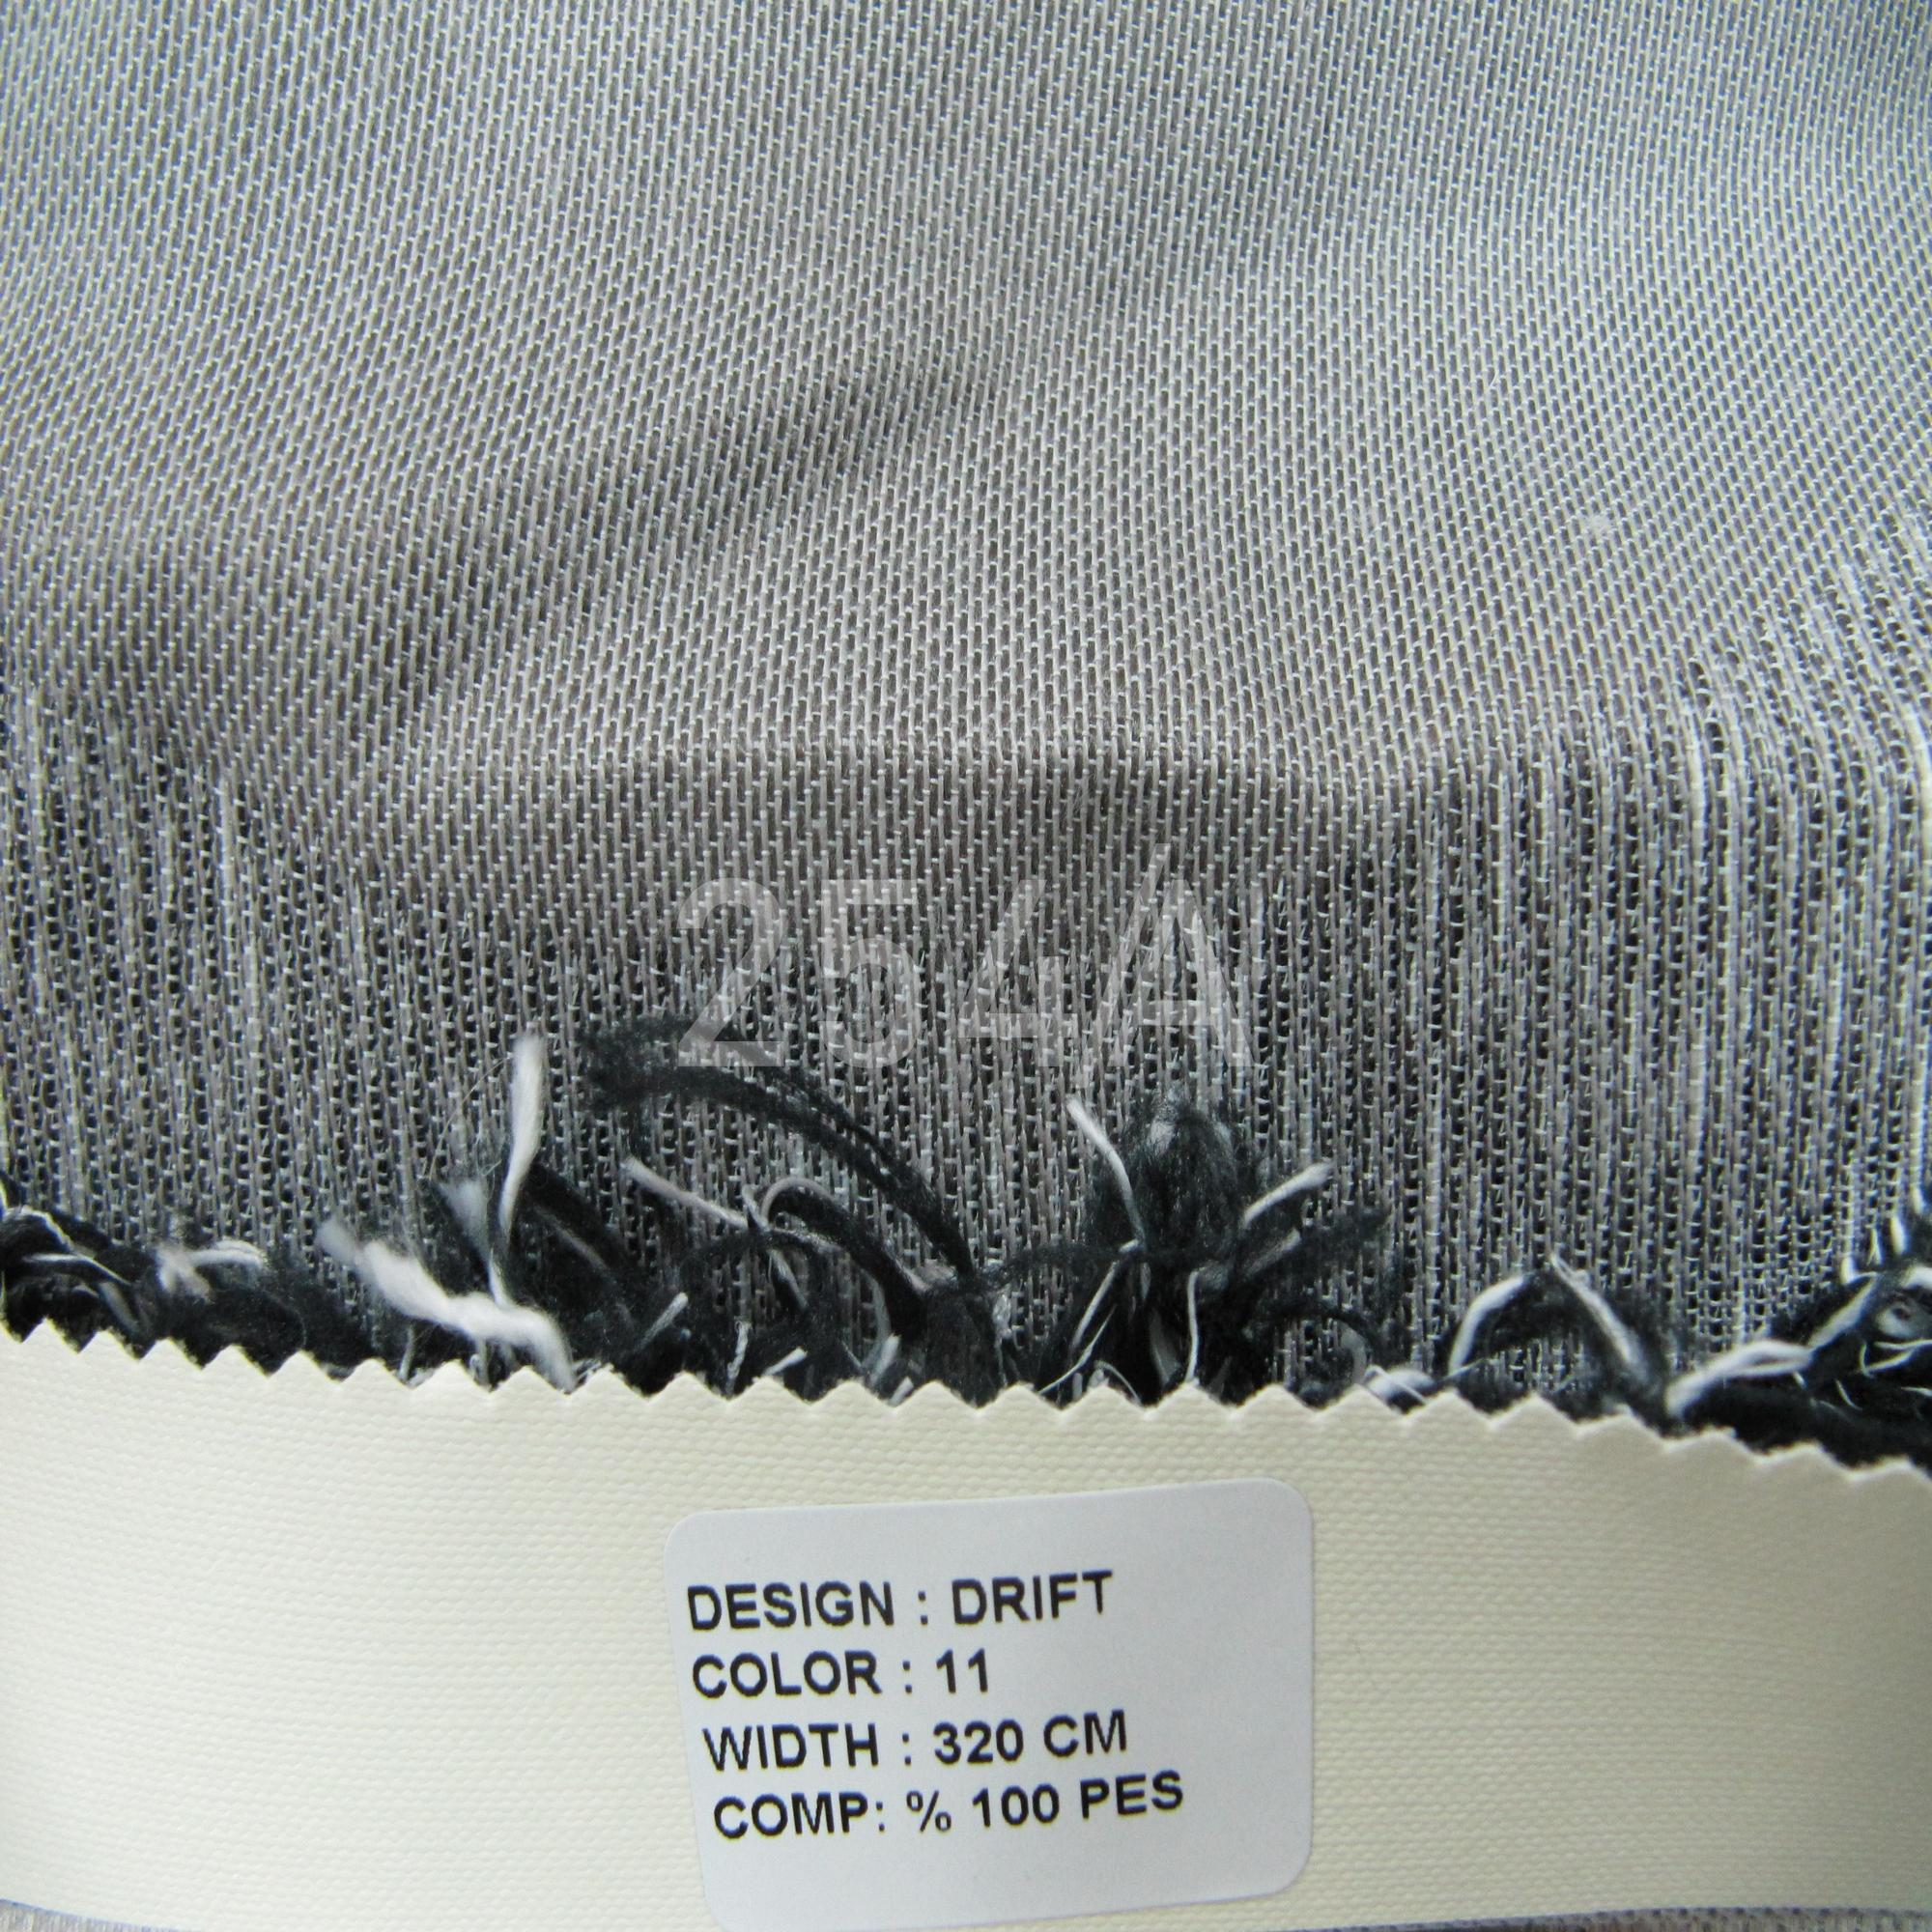 254A
DESIGN : DRIFT
COLOR : 11
WIDTH : 320 CM
COMP: % 100 PES